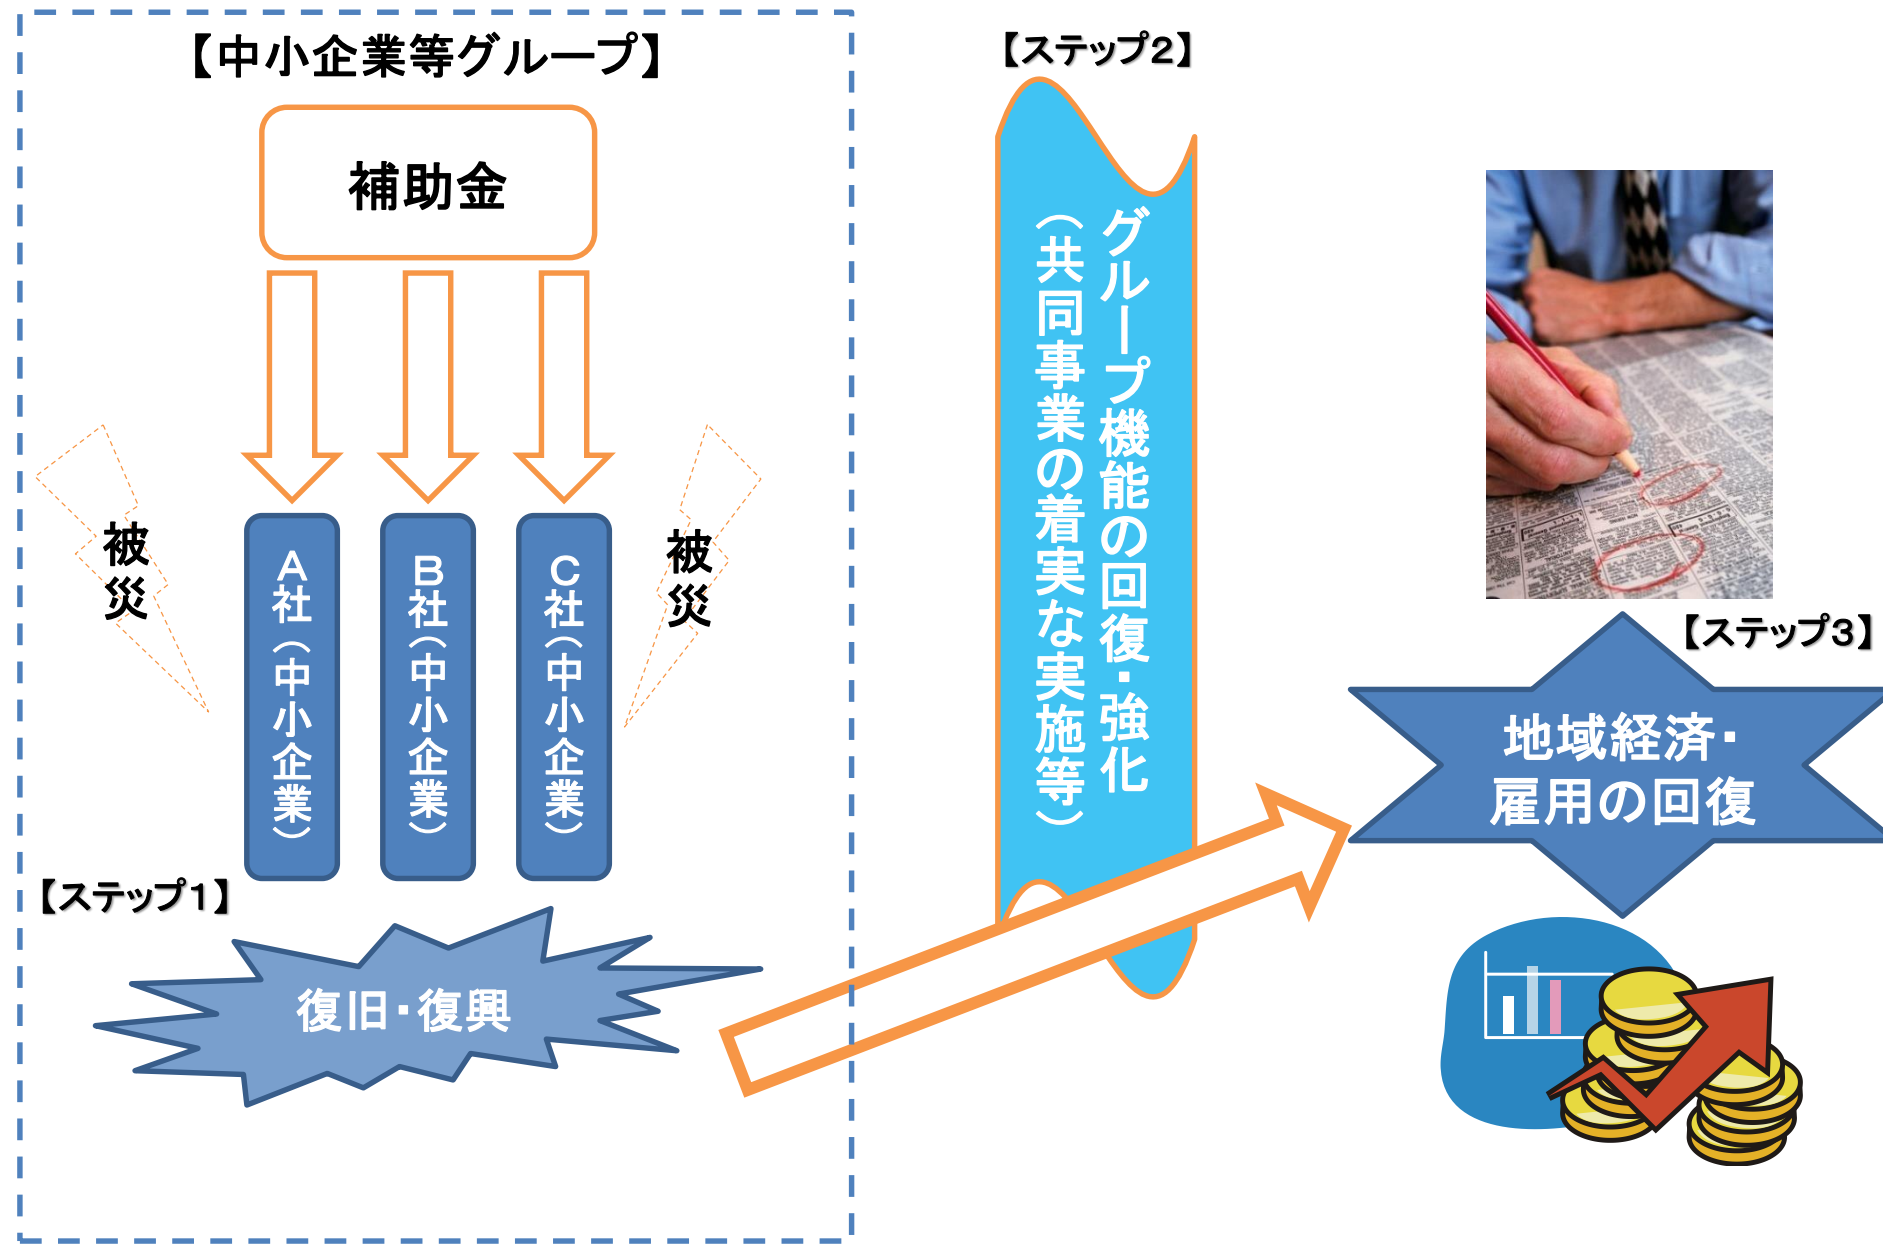 【中小企業等グループ】
補助金
被災
被災
A社（中小企業）
B社（中小企業）
C社（中小企業）
【ステップ1】
復旧・復興
【ステップ2】
グループ機能の回復・強化
（共同事業の着実な実施等）
【ステップ3】
地域経済・
雇用の回復